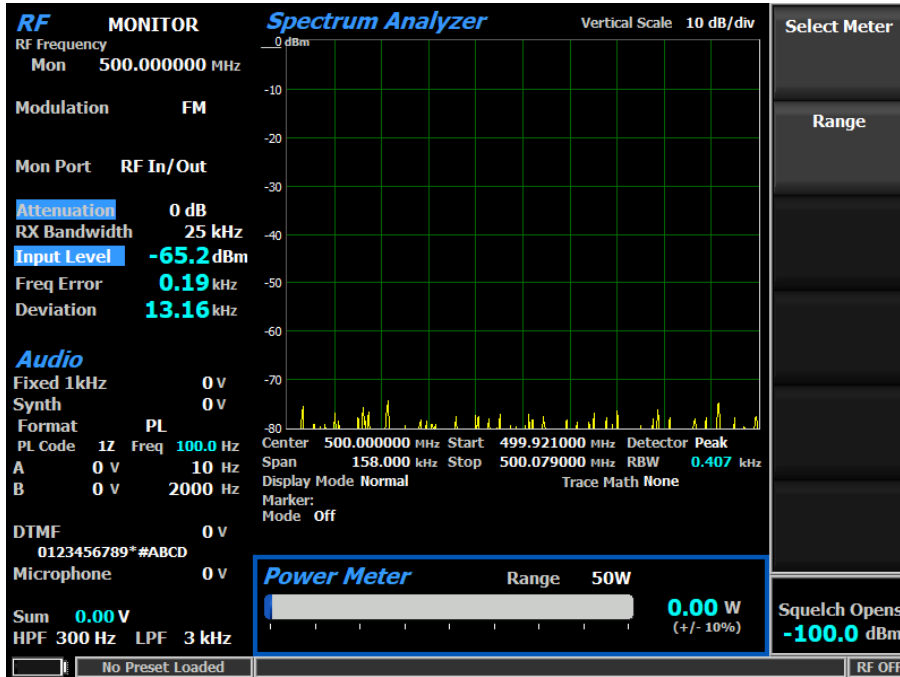 RF MONITOR
RF Frequency
Mon 500.000000 MHz
Modulation FM
Mon Port RF In/Out
Attenuation 0 dB
RX Bandwidth 25 kHz
Input Level -65.2 dBm
Freq Error 0.19 kHz
Deviation 13.16 kHz
Audio
Fixed 1kHz 0 V
Synth 0 V
Format PL
PL Code 1Z Freq 100.0 Hz
A 0 V 10 Hz
B 0 V 2000 Hz
DTMF 0 V
0123456789*#ABCD
Microphone 0 V
Sum 0.00 V
HPF 300 Hz LPF 3 kHz
Spectrum Analyzer Vertical Scale 10 dB/div
0 dBm
-10
-20
-30
-40
-50
-60
-70
-80
Center 500.000000 MHz Start 499.921000 MHz Detector Peak
Span 158.000 kHz Stop 500.079000 MHz RBW 0.407 kHz
Display Mode Normal Trace Math None
Marker:
Mode Off
Power Meter Range 50W
0.00 W
(+/- 10%)
Select Meter
Range
Squelch Opens
-100.0 dBm
No Preset Loaded
RF OFF